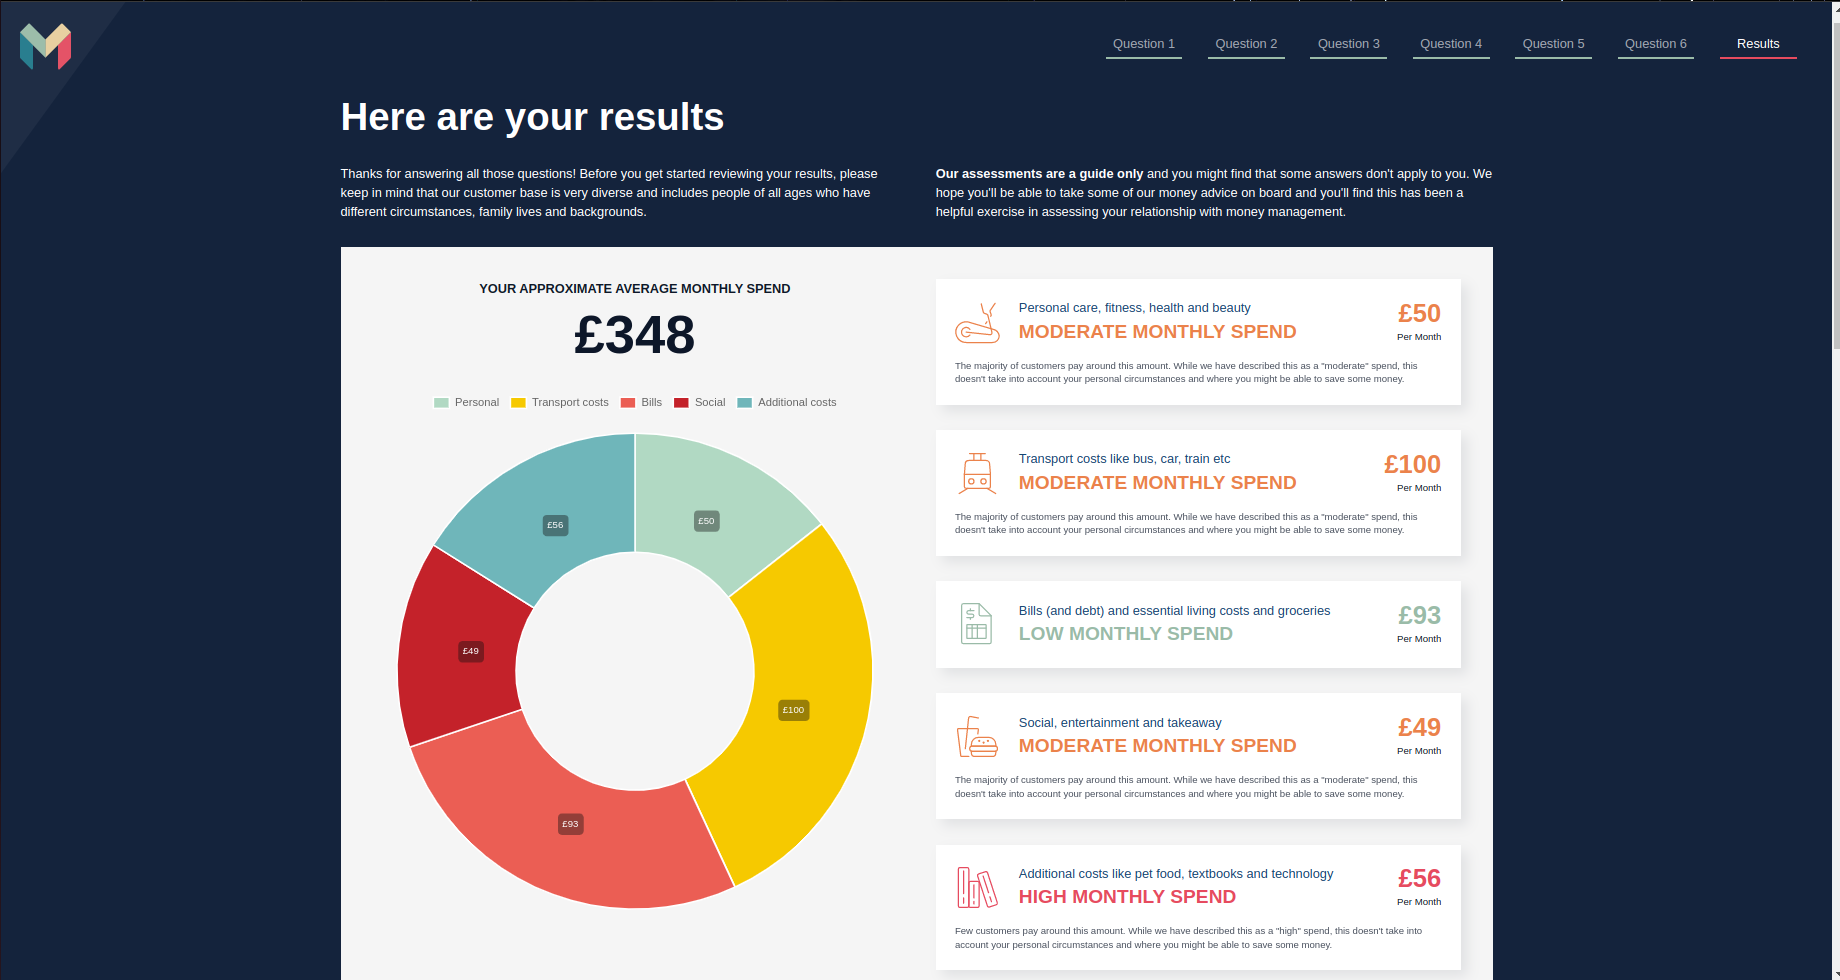 Question 1
Question 2
Question 3
Question 4
Question 5
Question 6
Results
Here are your results
Thanks for answering all those questions! Before you get started reviewing your results, please
keep in mind that our customer base is very diverse and includes people of all ages who have
different circumstances, family lives and backgrounds.
Our assessments are a guide only and you might find that some answers don't apply to you. We
hope you'll be able to take some of our money advice on board and you'll find this has been a
helpful exercise in assessing your relationship with money management.
YOUR APPROXIMATE AVERAGE MONTHLY SPEND
£348
Personal
Transport costs
Bills
Social
Additional costs
£56
£50
£49
£100
£93
Personal care, fitness, health and beauty
MODERATE MONTHLY SPEND
£50
Per Month
The majority of customers pay around this amount. While we have described this as a "moderate" spend, this
doesn't take into account your personal circumstances and where you might be able to save some money.
Transport costs like bus, car, train etc
MODERATE MONTHLY SPEND
£100
Per Month
The majority of customers pay around this amount. While we have described this as a "moderate" spend, this
doesn't take into account your personal circumstances and where you might be able to save some money.
Bills (and debt) and essential living costs and groceries
LOW MONTHLY SPEND
£93
Per Month
Social, entertainment and takeaway
MODERATE MONTHLY SPEND
£49
Per Month
The majority of customers pay around this amount. While we have described this as a "moderate" spend, this
doesn't take into account your personal circumstances and where you might be able to save some money.
Additional costs like pet food, textbooks and technology
HIGH MONTHLY SPEND
£56
Per Month
Few customers pay around this amount. While we have described this as a "high" spend, this doesn't take into
account your personal circumstances and where you might be able to save some money.